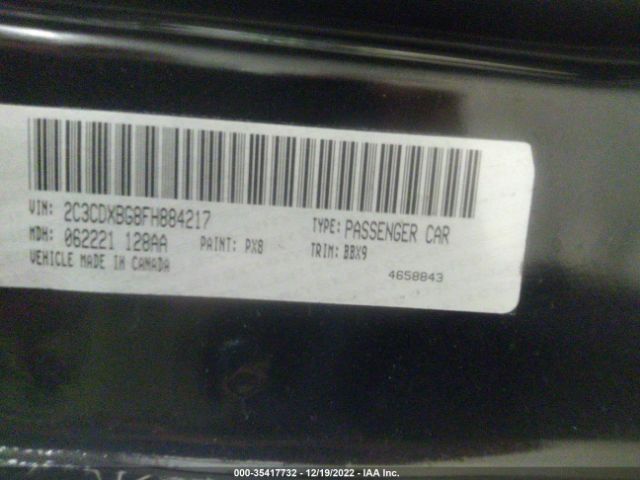 VIN: 2C3CDXBG8FH884217 TYPE: PASSENGER CAR
MDH: 062221 128AA PAINT: PX8 TRIM: BBX9
VEHICLE MADE IN CANADA 4658843
000-35417732 - 12/19/2022 - IAA Inc.